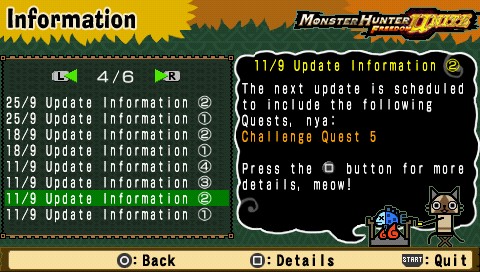 Information
MONSTER HUNTER
FREEDOM UNITE
L 4/6 R
25/9 Update Information ②
25/9 Update Information ①
18/9 Update Information ②
18/9 Update Information ①
11/9 Update Information ④
11/9 Update Information ③
11/9 Update Information ②
11/9 Update Information ①
11/9 Update Information ②
The next update is scheduled
to include the following
Quests, nya:
Challenge Quest 5
Press the □ button for more
details, meow!
○: Back
□: Details
START: Quit